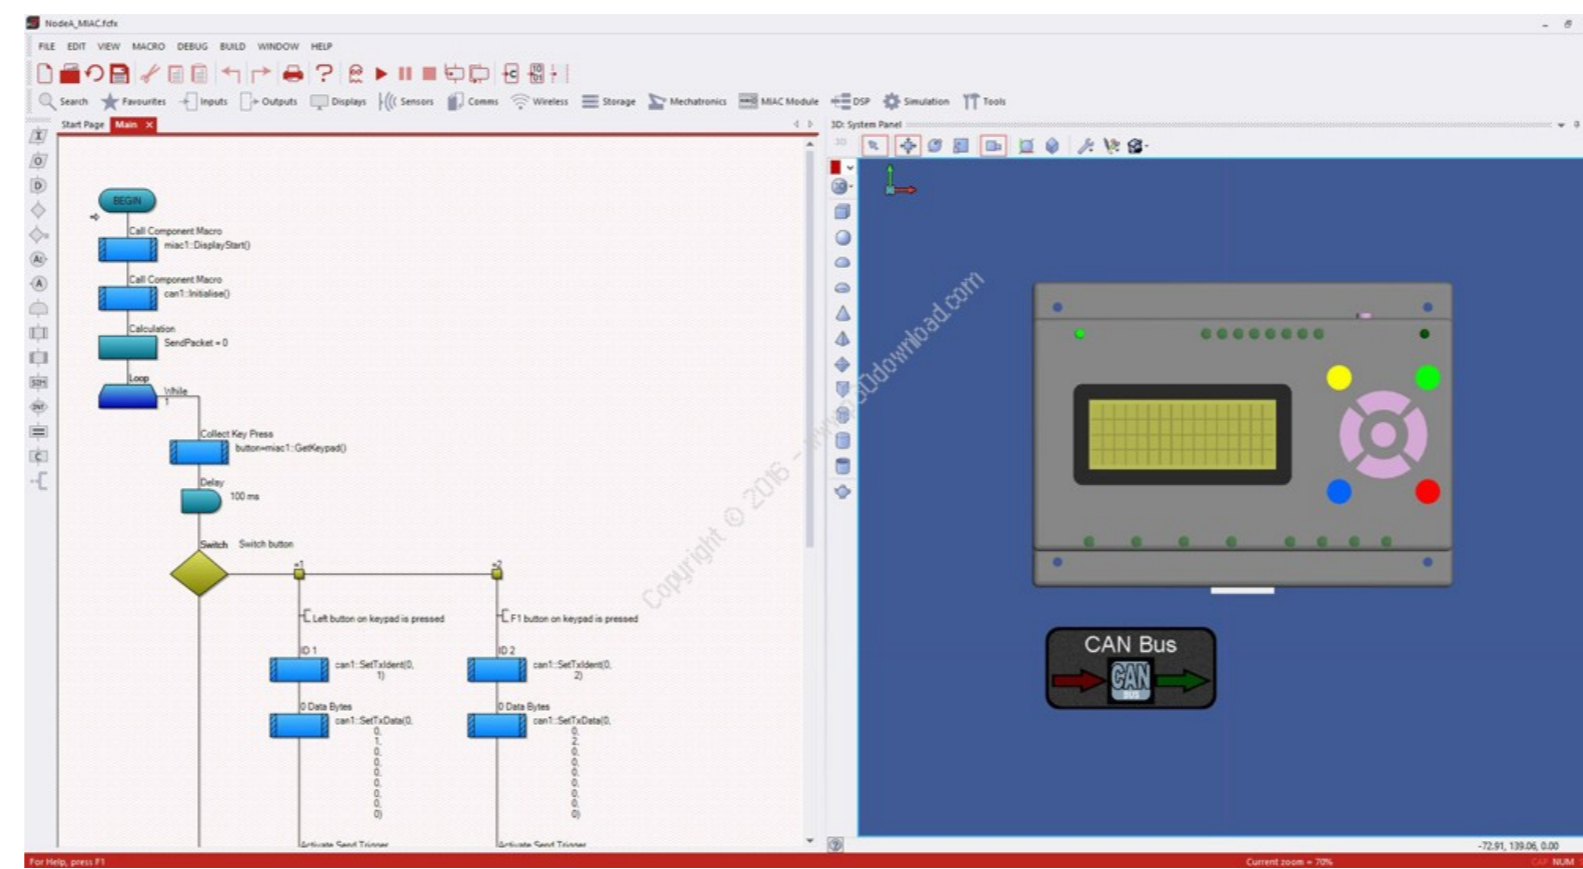 NodeA_MIAC.fcfx
FILE EDIT VIEW MACRO DEBUG BUILD WINDOW HELP
Search Favourites Inputs Outputs Displays Sensors Comms Wireless Storage Mechatronics MIAC Module DSP Simulation Tools
Start Page Main X
3D: System Panel
BEGIN
Call Component Macro
miac1::DisplayStart()
Call Component Macro
can1::Initialise()
Calculation
SendPacket = 0
Loop
While
1
Collect Key Press
button=miac1::GetKeypad()
Delay
100 ms
Switch Switch button
=1 =2
Left button on keypad is pressed
F1 button on keypad is pressed
ID 1
can1::SetTxIdent(0,
1)
ID 2
can1::SetTxIdent(0,
2)
0 Data Bytes
can1::SetTxData(0,
0,
1,
0,
0,
0,
0,
0,
0,
0)
0 Data Bytes
can1::SetTxData(0,
0,
2,
0,
0,
0,
0,
0,
0,
0)
Activate Send Trigger
Activate Send Trigger
CAN Bus
CAN
BUS
Copyright © 2016 - www.p30download.com
-72.91, 139.06, 0.00
For Help, press F1
Current zoom = 70%
CAP NUM